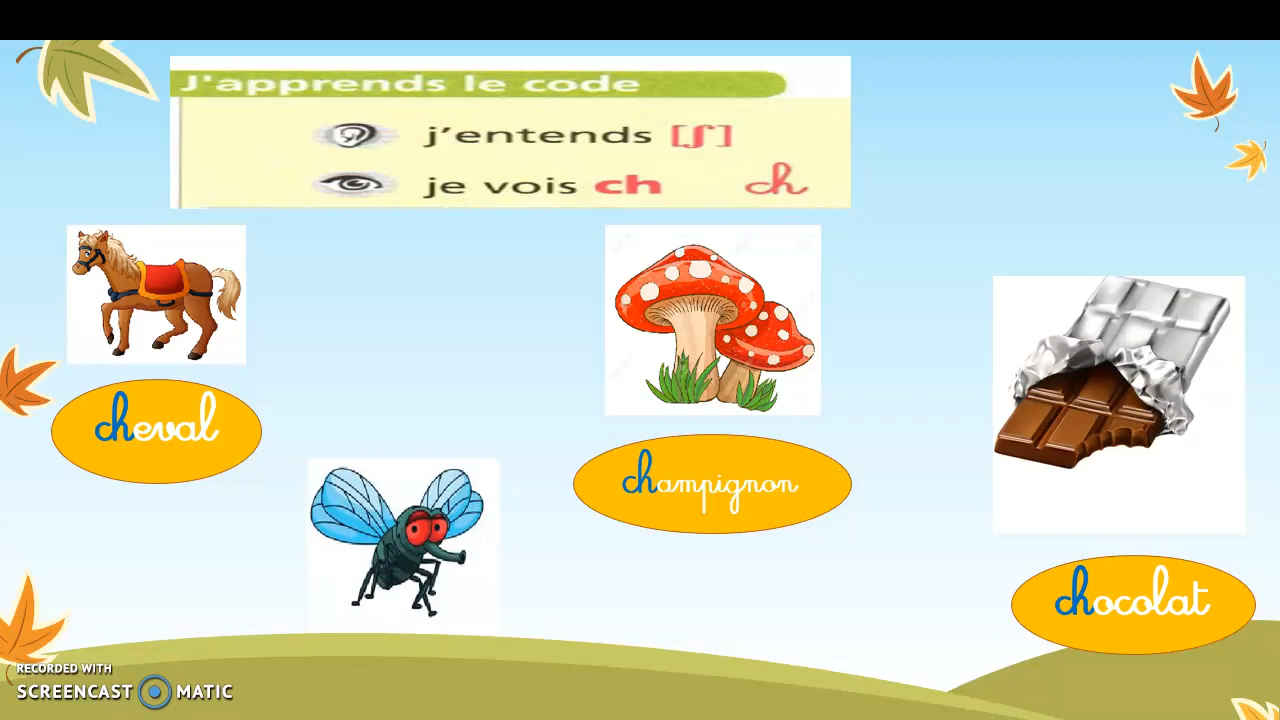 J'apprends le code
j'entends [ʃ]
je vois ch ch
cheval
champignon
chocolat
RECORDED WITH
SCREENCAST MATIC